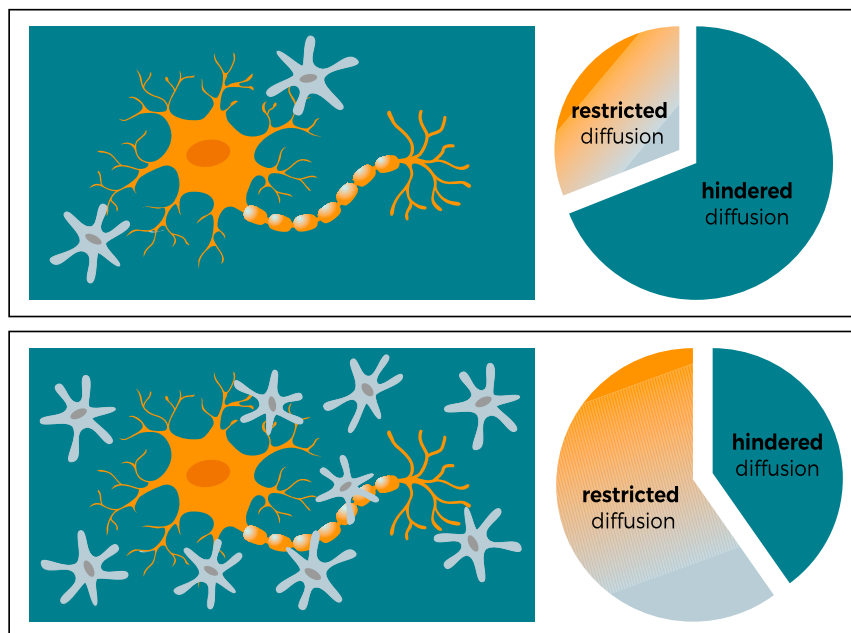 restricted
diffusion
hindered
diffusion
hindered
diffusion
restricted
diffusion